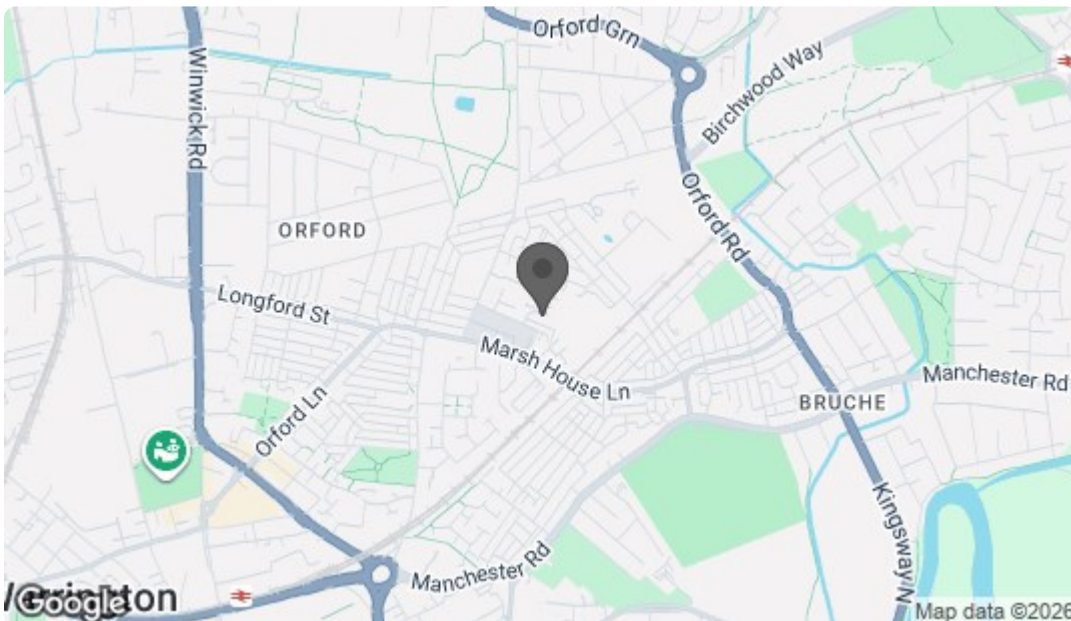 Orford Grn
Winwick Rd
Birchwood Way
Orford Rd
ORFORD
Longford St
Marsh House Ln
Manchester Rd
BRUCHE
Orford Ln
Kingsway N
Manchester Rd
Google
Map data ©2026